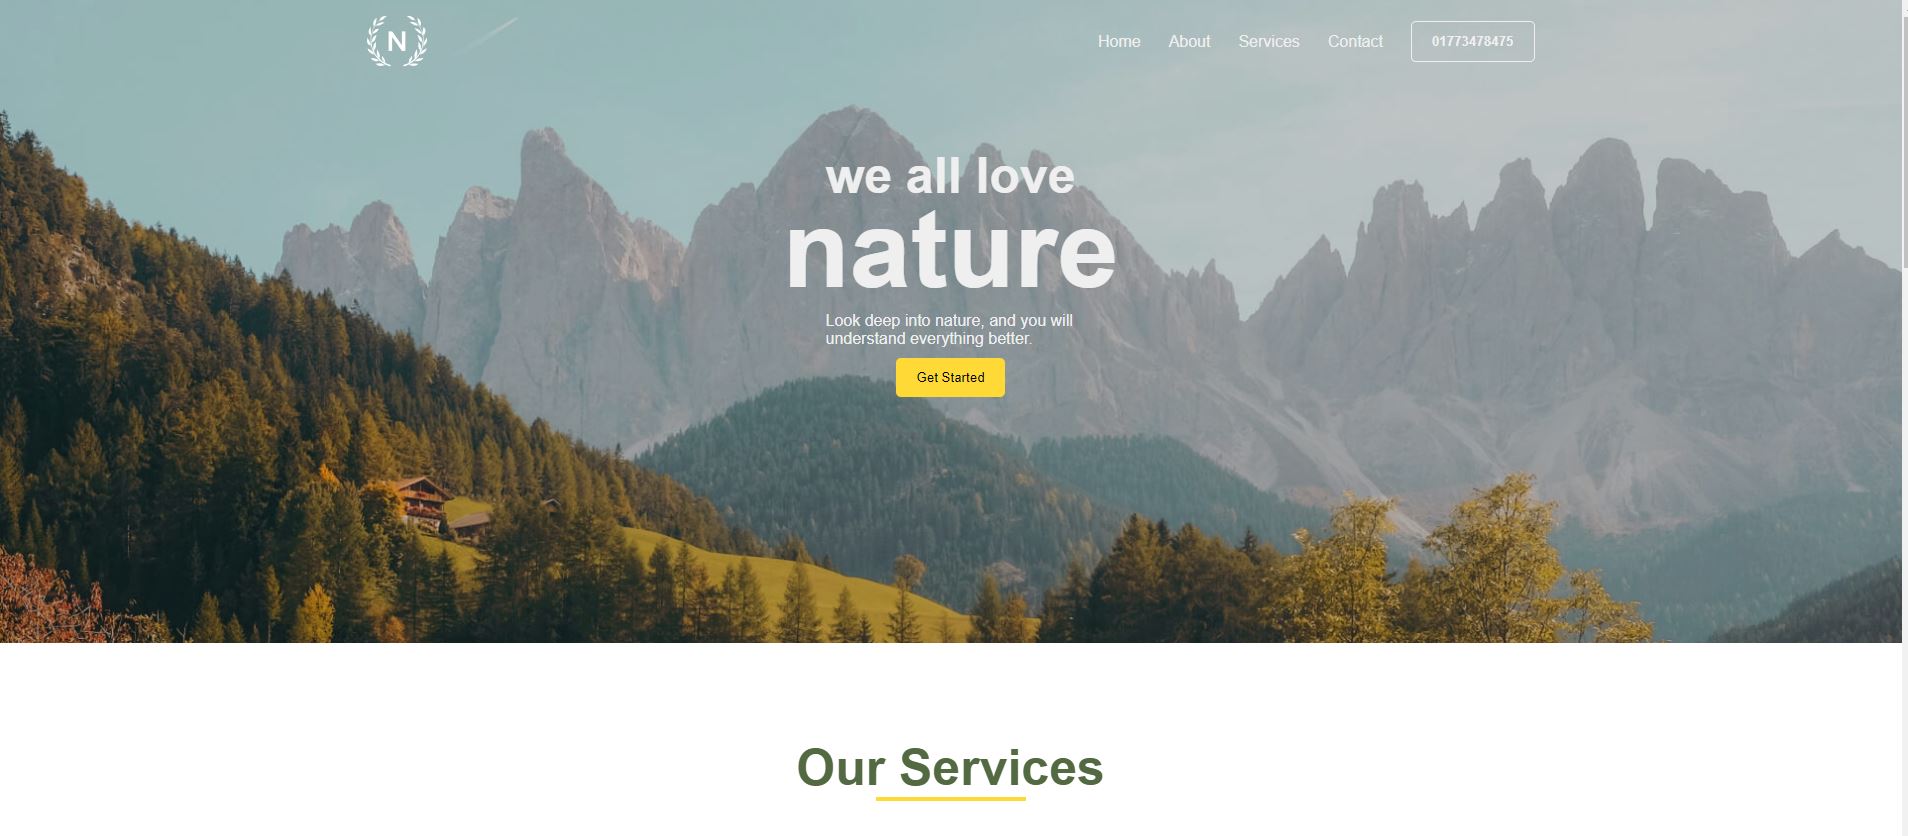 N
Home About Services Contact 01773478475
we all love
nature
Look deep into nature, and you will
understand everything better.
Get Started
Our Services